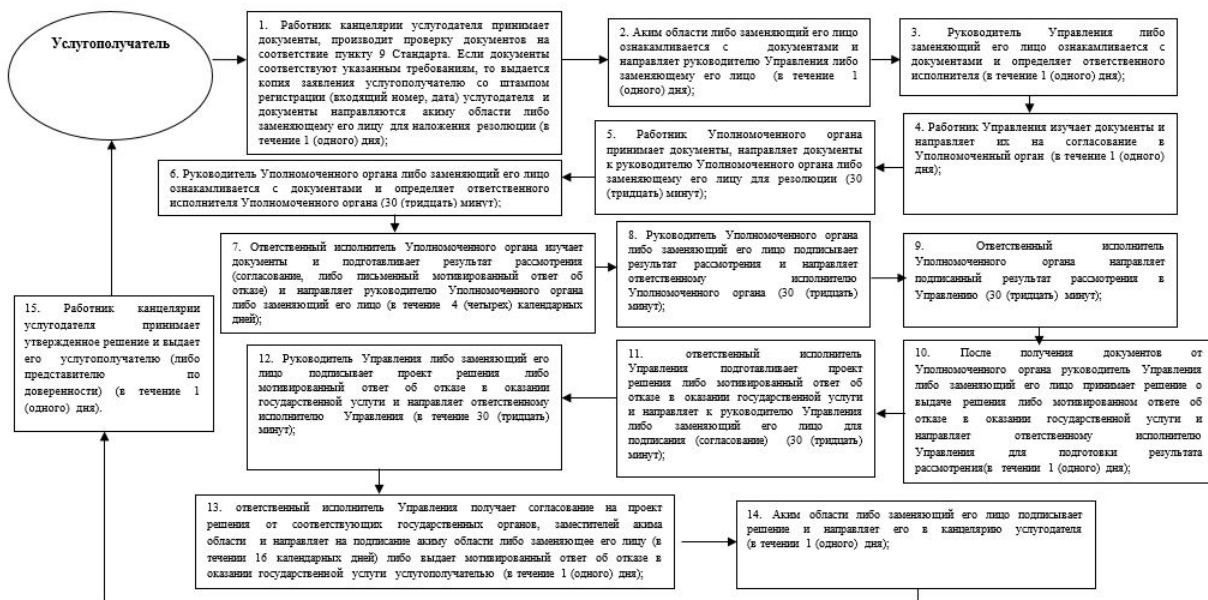 Услугополучатель
1. Работник канцелярии услугодателя принимает
документы, производит проверку документов на
соответствие пункту 9 Стандарта. Если документы
соответствуют указанным требованиям, то выдается
копия заявления услугополучателю со штампом
регистрации (входящий номер, дата) услугодателя и
документы направляются акиму области либо
заменяющему его лицу для наложения резолюции (в
течение 1 (одного) дня);
2. Аким области либо заменяющий его лицо
ознакамливается с документами и
направляет руководителю Управления либо
заменяющему его лицо (в течение 1
(одного) дня);
3. Руководитель Управления либо
заменяющий его лицо ознакамливается с
документами и определяет ответственного
исполнителя (в течение 1 (одного) дня);
4. Работник Управления изучает документы и
направляет их на согласование в
Уполномоченный орган (в течение 1 (одного)
дня);
5. Работник Уполномоченного органа
принимает документы, направляет документы
к руководителю Уполномоченного органа либо
заменяющему его лицу для резолюции (30
(тридцать) минут);
6. Руководитель Уполномоченного органа либо заменяющий его лицо
ознакамливается с документами и определяет ответственного
исполнителя Уполномоченного органа (30 (тридцать) минут);
7. Ответственный исполнитель Уполномоченного органа изучает
документы и подготавливает результат рассмотрения
(согласование, либо письменный мотивированный ответ об
отказе) и направляет руководителю Уполномоченного органа
либо заменяющий его лицо (в течение 4 (четырех) календарных
дней);
8. Руководитель Уполномоченного органа
либо заменяющий его лицо подписывает
результат рассмотрения и направляет
ответственному исполнителю
Уполномоченного органа (30 (тридцать)
минут);
9. Ответственный исполнитель
Уполномоченного органа направляет
подписанный результат рассмотрения в
Управлению (30 (тридцать) минут);
10. После получения документов от
Уполномоченного органа руководитель Управления
либо заменяющий его лицо принимает решение о
выдаче решения либо мотивированном ответе об
отказе в оказании государственной услуги и
направляет ответственному исполнителю
Управления для подготовки результата
рассмотрения(в течении 1 (одного) дня);
11. ответственный исполнитель
Управления подготавливает проект
решения либо мотивированный ответ об
отказе в оказании государственной услуги
и направляет к руководителю Управления
либо заменяющий его лицо для
подписания (согласование) (30 (тридцать)
минут);
12. Руководитель Управления либо заменяющий его
лицо подписывает проект решения либо
мотивированный ответ об отказе в оказании
государственной услуги и направляет ответственному
исполнителю Управления (в течение 30 (тридцать)
минут);
13. ответственный исполнитель Управления получает согласование на проект
решения от соответствующих государственных органов, заместителей акима
области и направляет на подписание акиму области либо заменяющее его лицу (в
течении 16 календарных дней) либо выдает мотивированный ответ об отказе в
оказании государственной услуги услугополучателью (в течение 1 (одного) дня);
14. Аким области либо заменяющий его лицо подписывает
решение и направляет его в канцелярию услугодателя
(в течении 1 (одного) дня);
15. Работник канцелярии
услугодателя принимает
утвержденное решение и выдает
его услугополучателю (либо
представителю по
доверенности) (в течение 1
(одного) дня).